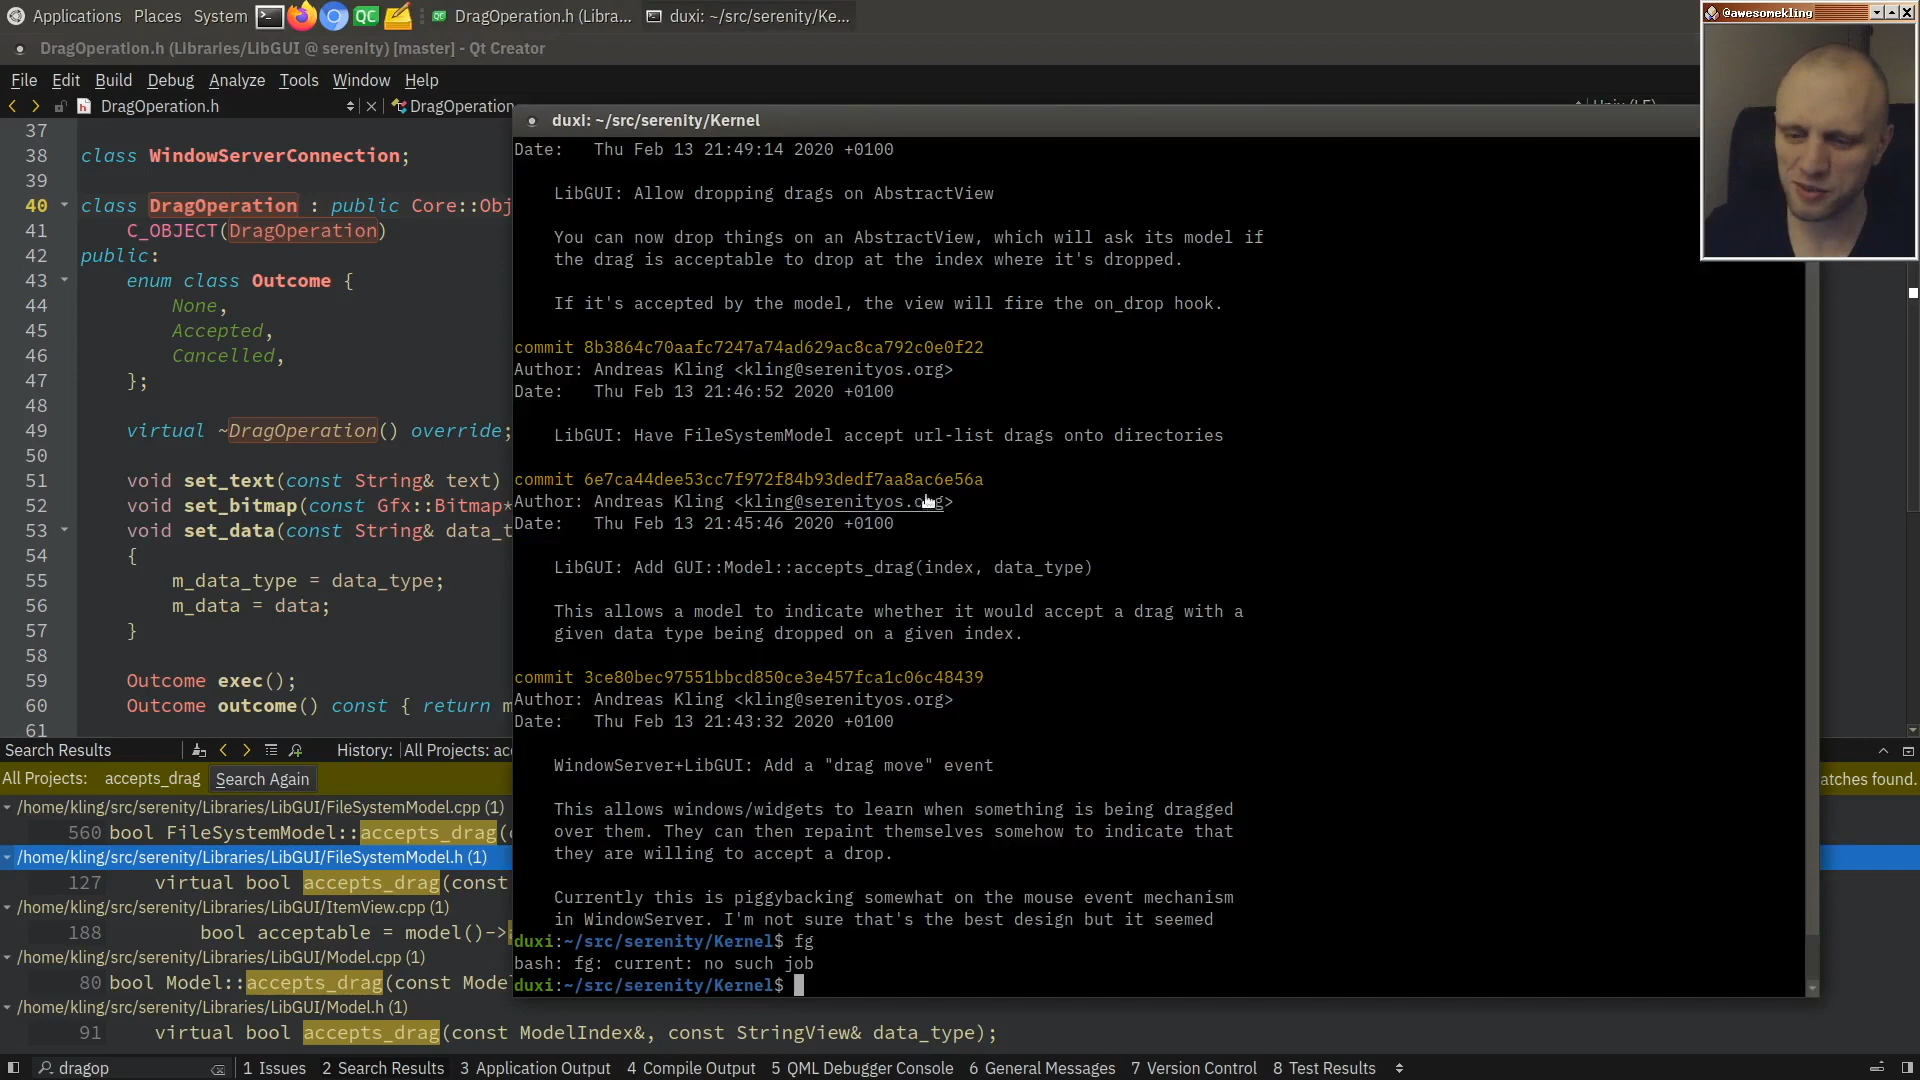 Applications Places System DragOperation.h (Libra... duxi: ~/src/serenity/Ke...
@awesomekling
DragOperation.h (Libraries/LibGUI @ serenity) [master] - Qt Creator
File Edit Build Debug Analyze Tools Window Help
DragOperation.h DragOperation
37
38 class WindowServerConnection;
39
40 class DragOperation : public Core::Obj
41 C_OBJECT(DragOperation)
42 public:
43 enum class Outcome {
44 None,
45 Accepted,
46 Cancelled,
47 };
48
49 virtual ~DragOperation() override;
50
51 void set_text(const String& text)
52 void set_bitmap(const Gfx::Bitmap*
53 void set_data(const String& data_t
54 {
55 m_data_type = data_type;
56 m_data = data;
57 }
58
59 Outcome exec();
60 Outcome outcome() const { return m
61
duxi: ~/src/serenity/Kernel
Date: Thu Feb 13 21:49:14 2020 +0100
LibGUI: Allow dropping drags on AbstractView
You can now drop things on an AbstractView, which will ask its model if
the drag is acceptable to drop at the index where it's dropped.
If it's accepted by the model, the view will fire the on_drop hook.
commit 8b3864c70aafc7247a74ad629ac8ca792c0e0f22
Author: Andreas Kling <kling@serenityos.org>
Date: Thu Feb 13 21:46:52 2020 +0100
LibGUI: Have FileSystemModel accept url-list drags onto directories
commit 6e7ca44dee53cc7f972f84b93dedf7aa8ac6e56a
Author: Andreas Kling <kling@serenityos.org>
Date: Thu Feb 13 21:45:46 2020 +0100
LibGUI: Add GUI::Model::accepts_drag(index, data_type)
This allows a model to indicate whether it would accept a drag with a
given data type being dropped on a given index.
commit 3ce80bec97551bbcd850ce3e457fca1c06c48439
Author: Andreas Kling <kling@serenityos.org>
Date: Thu Feb 13 21:43:32 2020 +0100
WindowServer+LibGUI: Add a "drag move" event
This allows windows/widgets to learn when something is being dragged
over them. They can then repaint themselves somehow to indicate that
they are willing to accept a drop.
Currently this is piggybacking somewhat on the mouse event mechanism
in WindowServer. I'm not sure that's the best design but it seemed
duxi:~/src/serenity/Kernel$ fg
bash: fg: current: no such job
duxi:~/src/serenity/Kernel$
Search Results History: All Projects: acc
All Projects: accepts_drag Search Again atches found.
/home/kling/src/serenity/Libraries/LibGUI/FileSystemModel.cpp (1)
560 bool FileSystemModel::accepts_drag(c
/home/kling/src/serenity/Libraries/LibGUI/FileSystemModel.h (1)
127 virtual bool accepts_drag(const
/home/kling/src/serenity/Libraries/LibGUI/ItemView.cpp (1)
188 bool acceptable = model()->
/home/kling/src/serenity/Libraries/LibGUI/Model.cpp (1)
80 bool Model::accepts_drag(const Mode
/home/kling/src/serenity/Libraries/LibGUI/Model.h (1)
91 virtual bool accepts_drag(const ModelIndex&, const StringView& data_type);
dragop 1 Issues 2 Search Results 3 Application Output 4 Compile Output 5 QML Debugger Console 6 General Messages 7 Version Control 8 Test Results